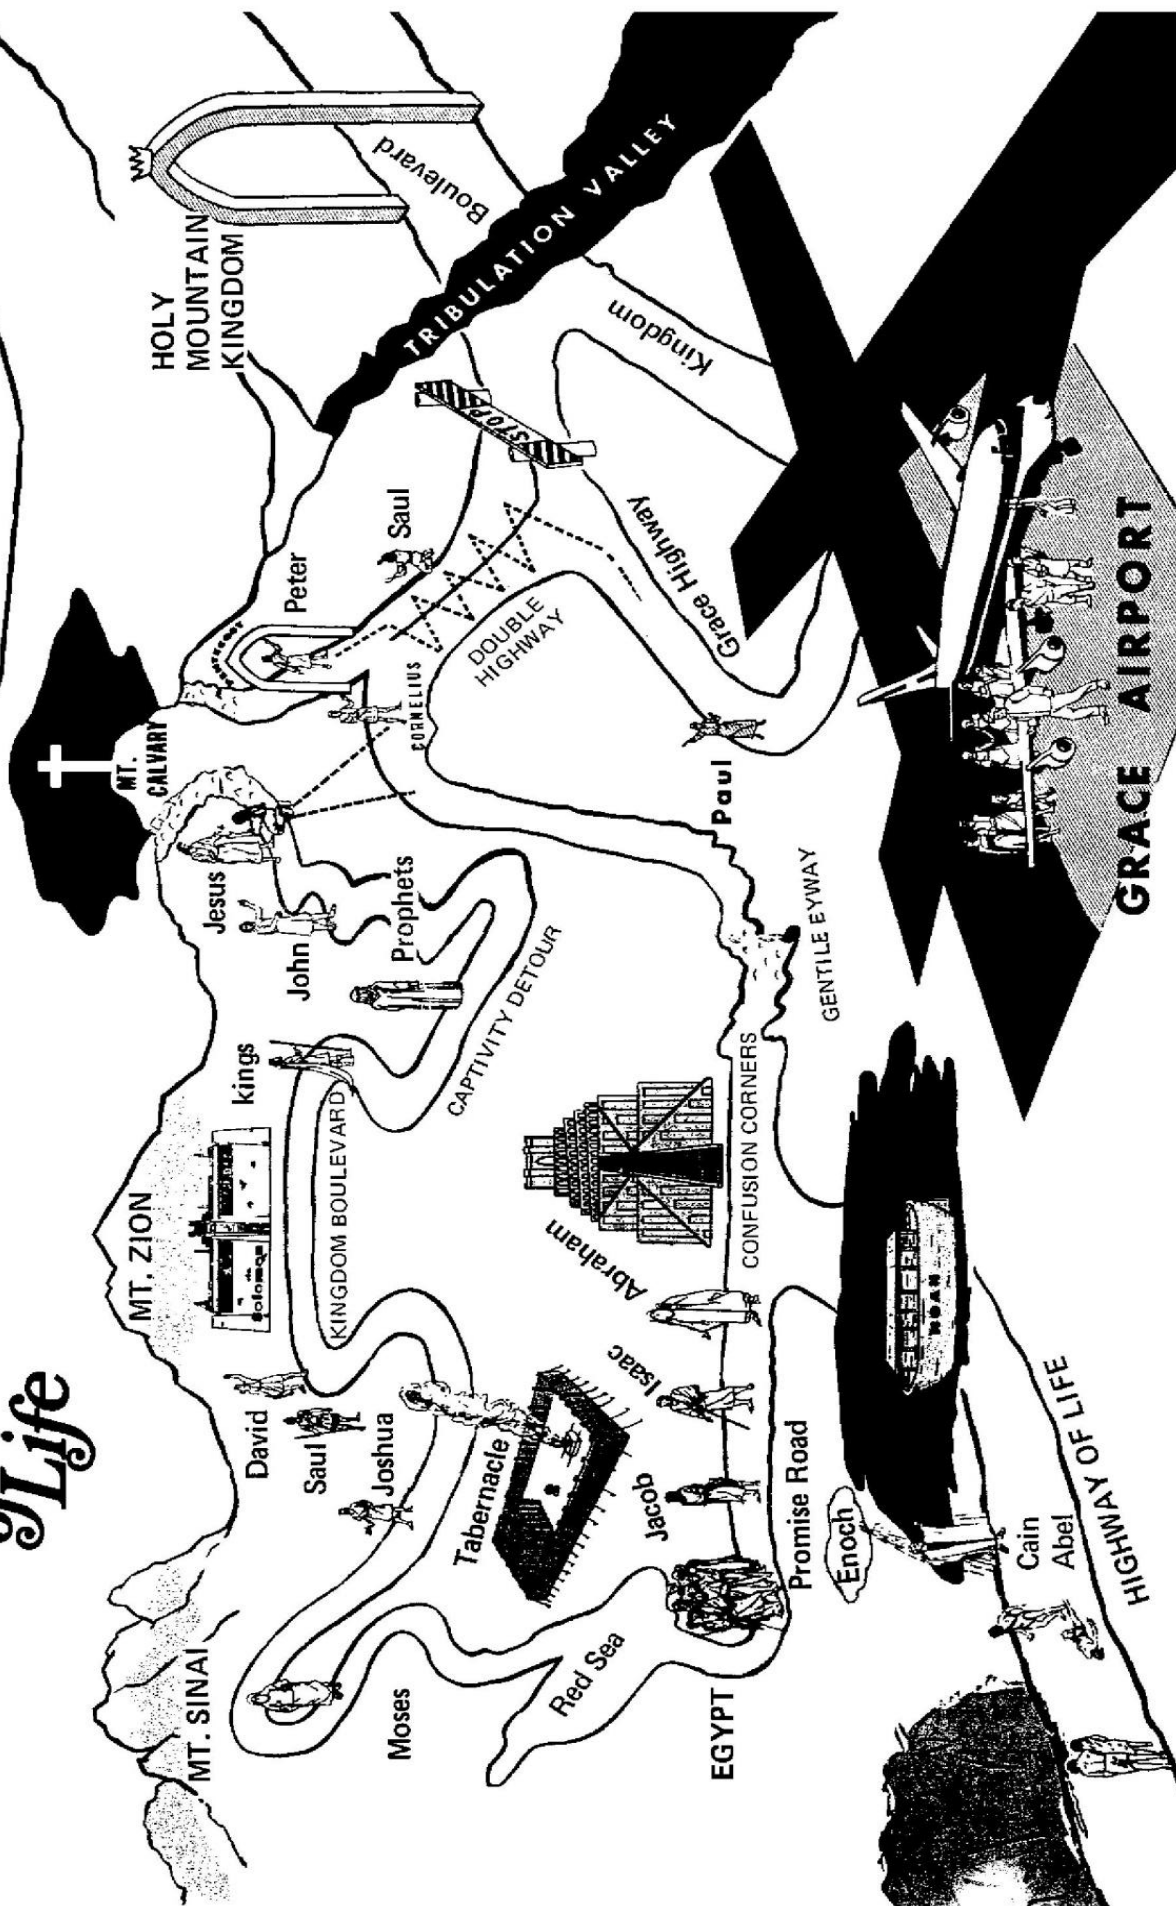 Life
MT. SINAI
MT. ZION
MT.
CALVARY
HOLY
MOUNTAIN
KINGDOM
David
Saul
Joshua
Solomon
kings
Jesus
John
Prophets
PENTECOST
Peter
Saul
CORNELIUS
Moses
Tabernacle
KINGDOM BOULEVARD
CAPTIVITY DETOUR
DOUBLE
HIGHWAY
STOP
TRIBULATION VALLEY
Boulevard
Kingdom
Grace Highway
Red Sea
EGYPT
Jacob
Isaac
Abraham
Promise Road
CONFUSION CORNERS
GENTILE EYWAY
Paul
Enoch
NOAH
Cain
Abel
HIGHWAY OF LIFE
GRACE AIRPORT